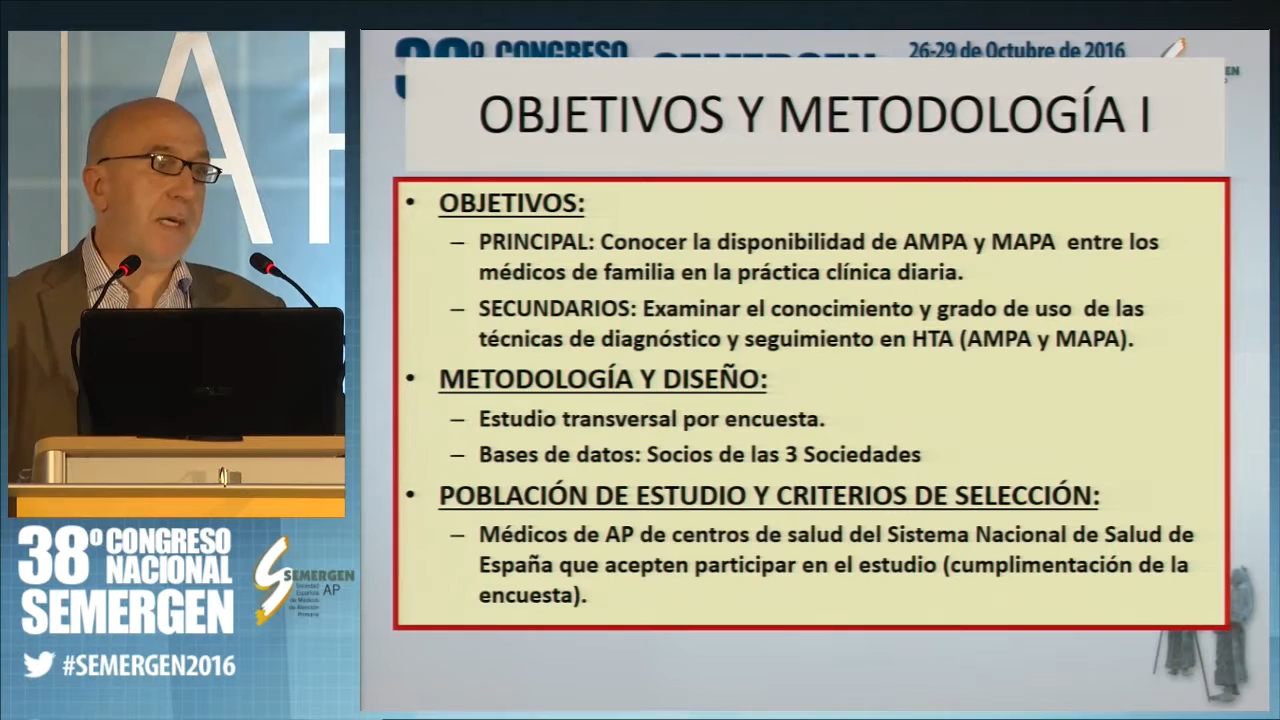 AP
38º CONGRESO
NACIONAL
SEMERGEN
SEMERGEN
Sociedad
Española
de Médicos
de Atención
Primaria
AP
#SEMERGEN2016
38º CONGRESO
SEMERGEN
26-29 de Octubre de 2016
OBJETIVOS Y METODOLOGÍA I
• OBJETIVOS:
– PRINCIPAL: Conocer la disponibilidad de AMPA y MAPA entre los
médicos de familia en la práctica clínica diaria.
– SECUNDARIOS: Examinar el conocimiento y grado de uso de las
técnicas de diagnóstico y seguimiento en HTA (AMPA y MAPA).
• METODOLOGÍA Y DISEÑO:
– Estudio transversal por encuesta.
– Bases de datos: Socios de las 3 Sociedades
• POBLACIÓN DE ESTUDIO Y CRITERIOS DE SELECCIÓN:
– Médicos de AP de centros de salud del Sistema Nacional de Salud de
España que acepten participar en el estudio (cumplimentación de la
encuesta).